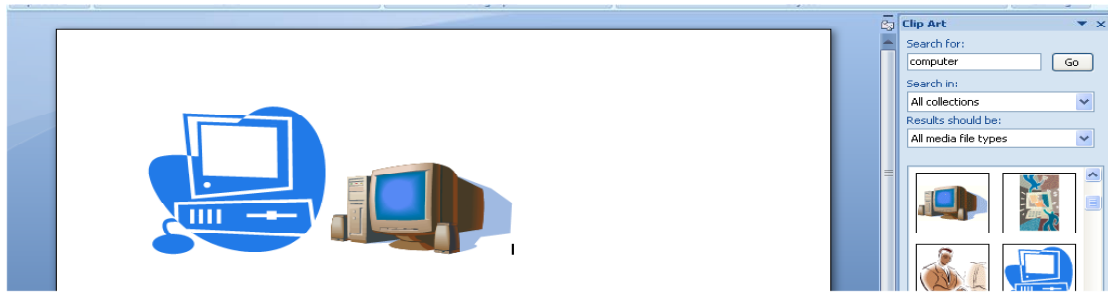 Clip Art
Search for:
computer
Go
Search in:
All collections
Results should be:
All media file types